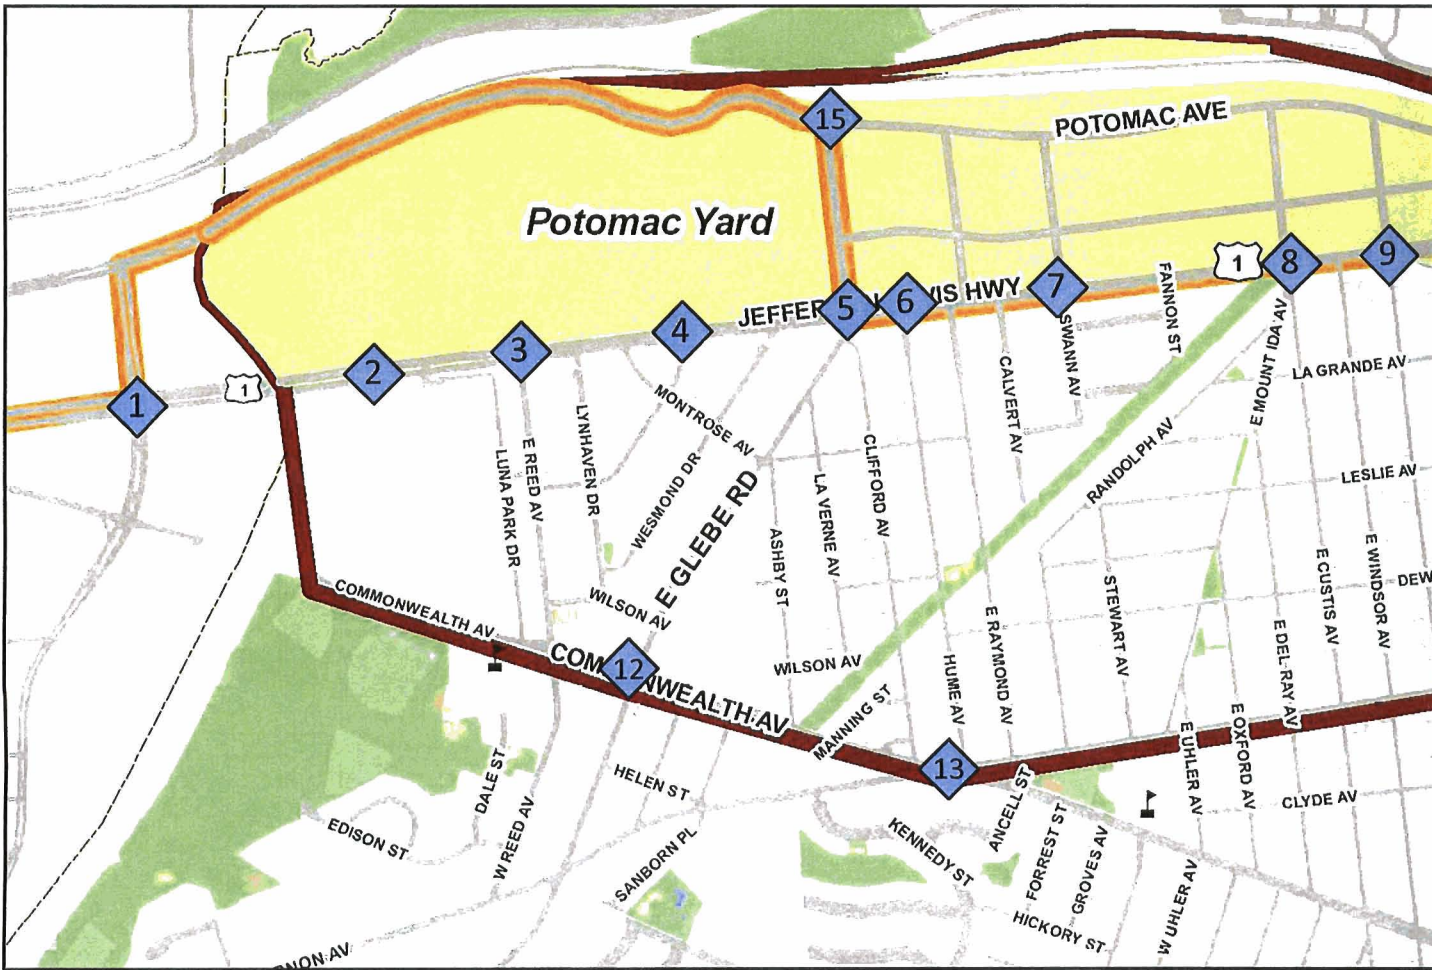 15
POTOMAC AVE
Potomac Yard
1
8
9
7
FANNON ST
5
6
JEFFER
VIS HWY
4
3
2
1
1
SWANN AV
E MOUNT IDA AV
LA GRANDE AV
MONTROSE AV
CALVERT AV
LYNHAVEN DR
E REED AV
LUNA PARK DR
WESMOND DR
E GLEBE RD
CLIFFORD AV
LA VERNE AV
ASHBY ST
RANDOLPH AV
LESLIE AV
E WINDSOR AV
E CUSTIS AV
DEW
STEWART AV
COMMONWEALTH AV
WILSON AV
E RAYMOND AV
HUME AV
E DEL RAY AV
E OXFORD AV
E UHLER AV
WILSON AV
MANNING ST
12
COM
NWEALTH AV
13
DALE ST
HELEN ST
W REED AV
EDISON ST
SANBORN PL
KENNEDY ST
ANCELL ST
FORREST ST
GROVES AV
CLYDE AV
HICKORY ST
W UHLER AV
RNON AV